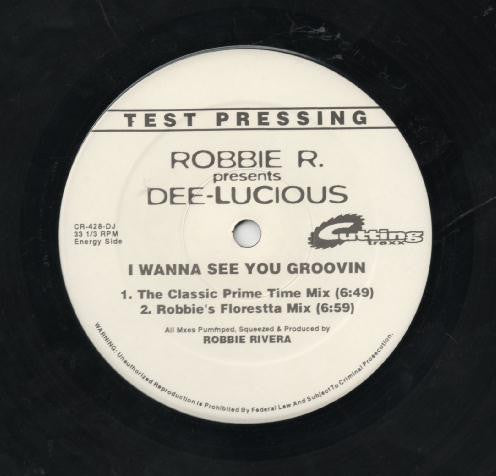 TEST PRESSING
ROBBIE R.
presents
DEE-LUCIOUS
CR-428-DJ
33 1/3 RPM
Energy Side
Cutting
traxx
I WANNA SEE YOU GROOVIN
1. The Classic Prime Time Mix (6:49)
2. Robbie's Florestta Mix (6:59)
All Mxes Pummped, Squeezed & Produced by
ROBBIE RIVERA
WARNING: Unauthorized Reproduction is Prohibited By Federal Law And Subject To Criminal Prosecution.